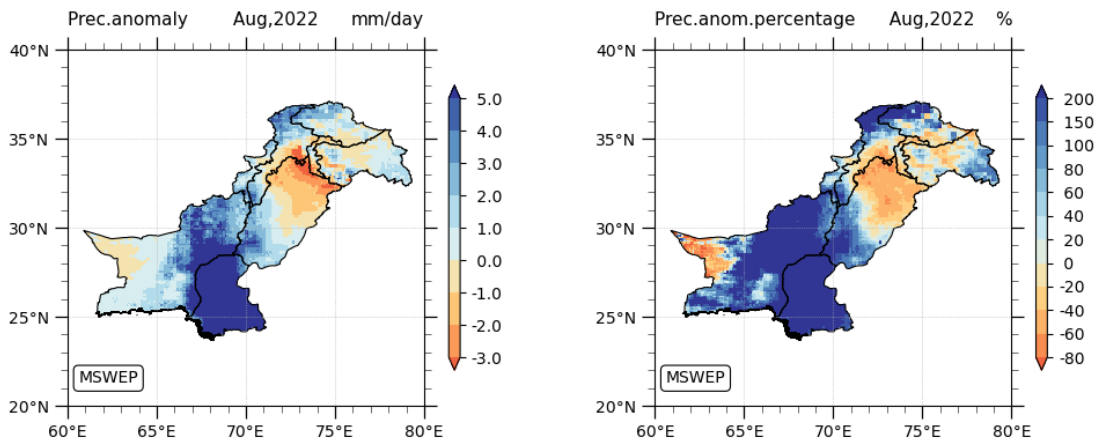 Prec.anomaly Aug,2022 mm/day
40°N
35°N
30°N
25°N
20°N
60°E 65°E 70°E 75°E 80°E
5.0
4.0
3.0
2.0
1.0
0.0
-1.0
-2.0
-3.0
MSWEP
Prec.anom.percentage Aug,2022 %
40°N
35°N
30°N
25°N
20°N
60°E 65°E 70°E 75°E 80°E
200
150
100
80
60
40
20
0
-20
-40
-60
-80
MSWEP